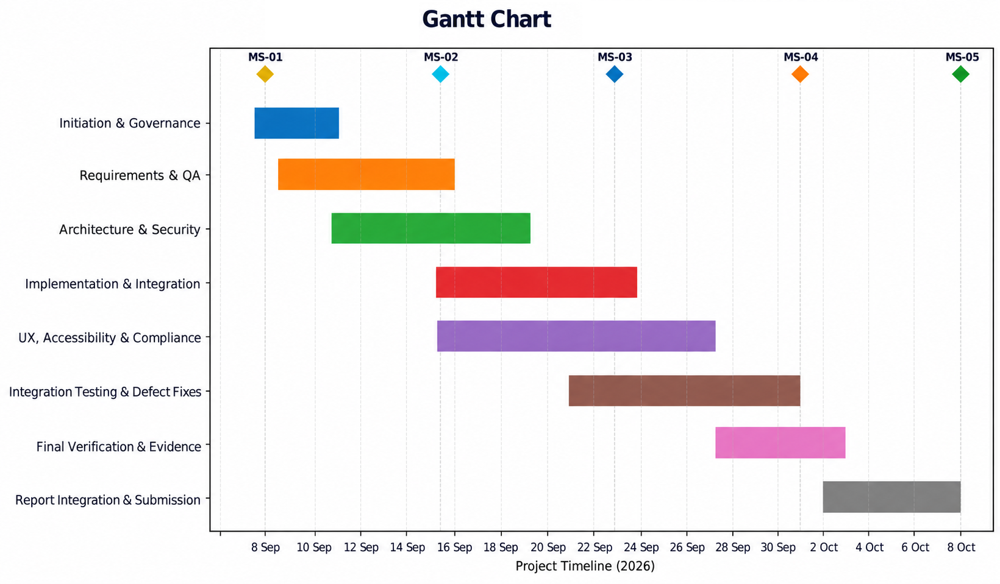 Gantt Chart
MS-01 MS-02 MS-03 MS-04 MS-05
Initiation & Governance
Requirements & QA
Architecture & Security
Implementation & Integration
UX, Accessibility & Compliance
Integration Testing & Defect Fixes
Final Verification & Evidence
Report Integration & Submission
8 Sep 10 Sep 12 Sep 14 Sep 16 Sep 18 Sep 20 Sep 22 Sep 24 Sep 26 Sep 28 Sep 30 Sep 2 Oct 4 Oct 6 Oct 8 Oct
Project Timeline (2026)